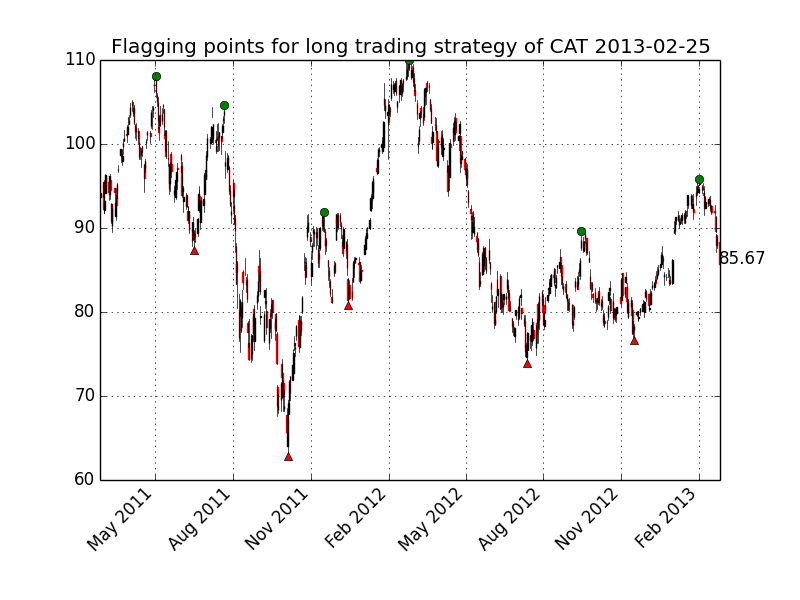 Flagging points for long trading strategy of CAT 2013-02-25
110
100
90
85.67
80
70
60
May 2011
Aug 2011
Nov 2011
Feb 2012
May 2012
Aug 2012
Nov 2012
Feb 2013